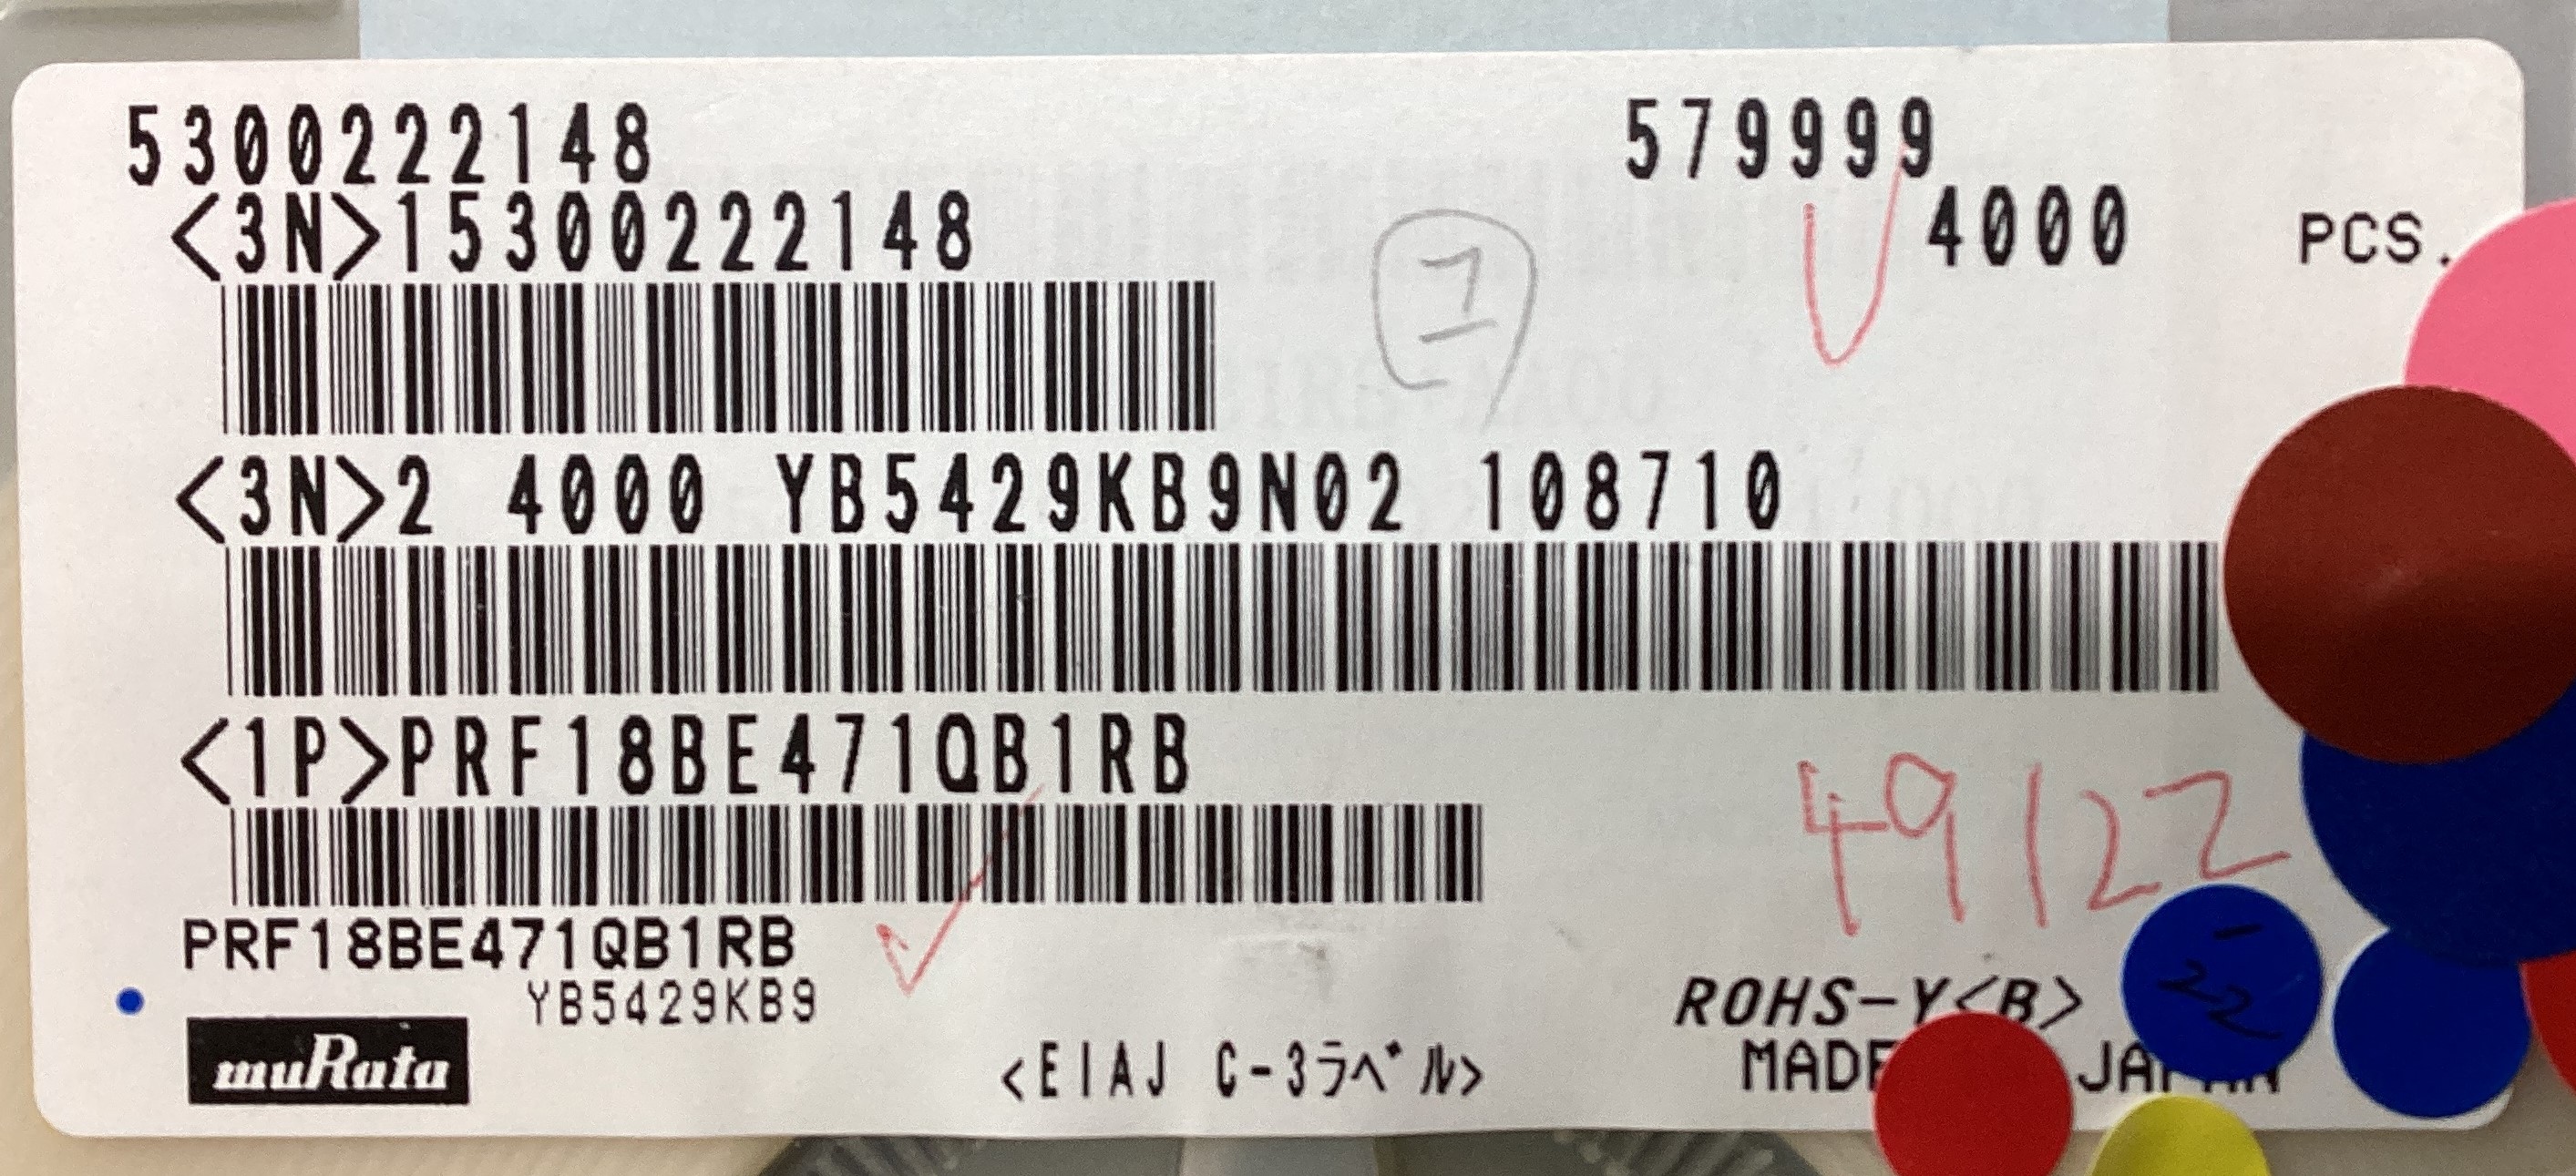 5300222148
579999
<3N>15300222148
4000 PCS.
コ
<3N>2 4000 YB5429KB9N02 108710
<1P>PRF18BE471QB1RB
49122
PRF18BE471QB1RB
YB5429KB9
ROHS-Y<B>
22
muRata
<EIAJ C-3ラベル>
MADE JAPAN